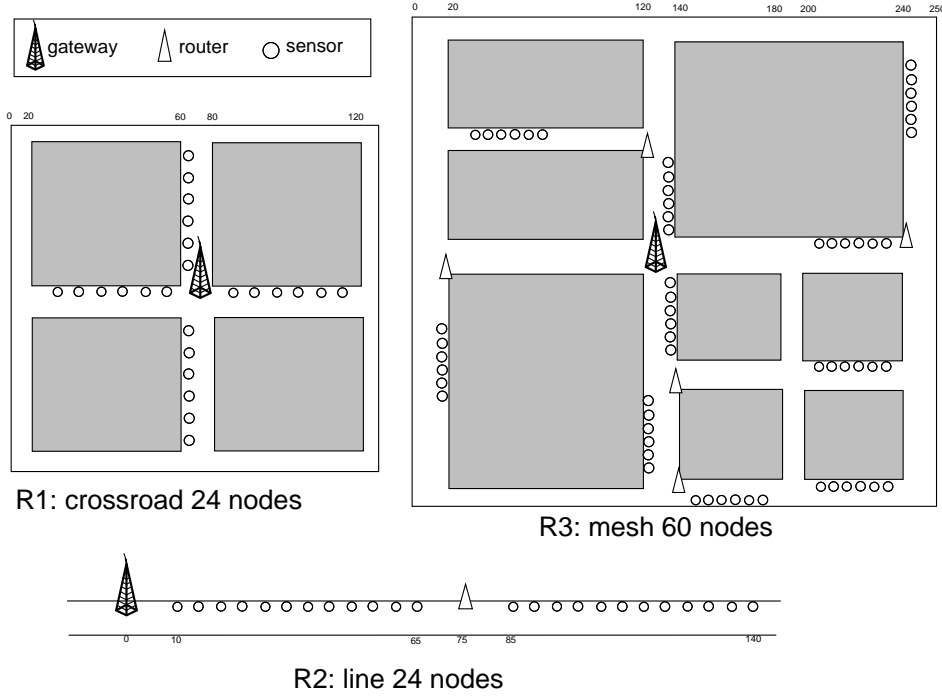 gateway router sensor
0 20 60 80 120
R1: crossroad 24 nodes
0 20 120 140 180 200 240 250
R3: mesh 60 nodes
0 10 65 75 85 140
R2: line 24 nodes